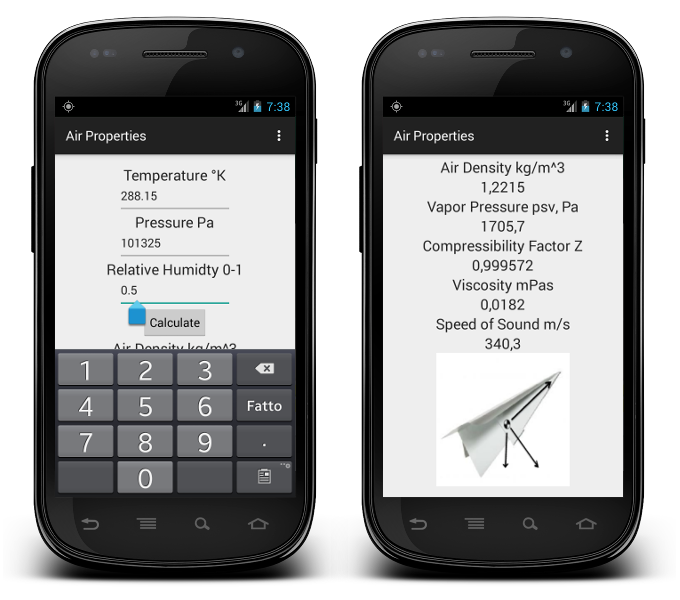 3G 7:38
Air Properties
Temperature °K
288.15
Pressure Pa
101325
Relative Humidty 0-1
0.5
Calculate
Air Density kg/m^3
1 2 3
4 5 6 Fatto
7 8 9 .
0
3G 7:38
Air Properties
Air Density kg/m^3
1,2215
Vapor Pressure psv, Pa
1705,7
Compressibility Factor Z
0,999572
Viscosity mPas
0,0182
Speed of Sound m/s
340,3